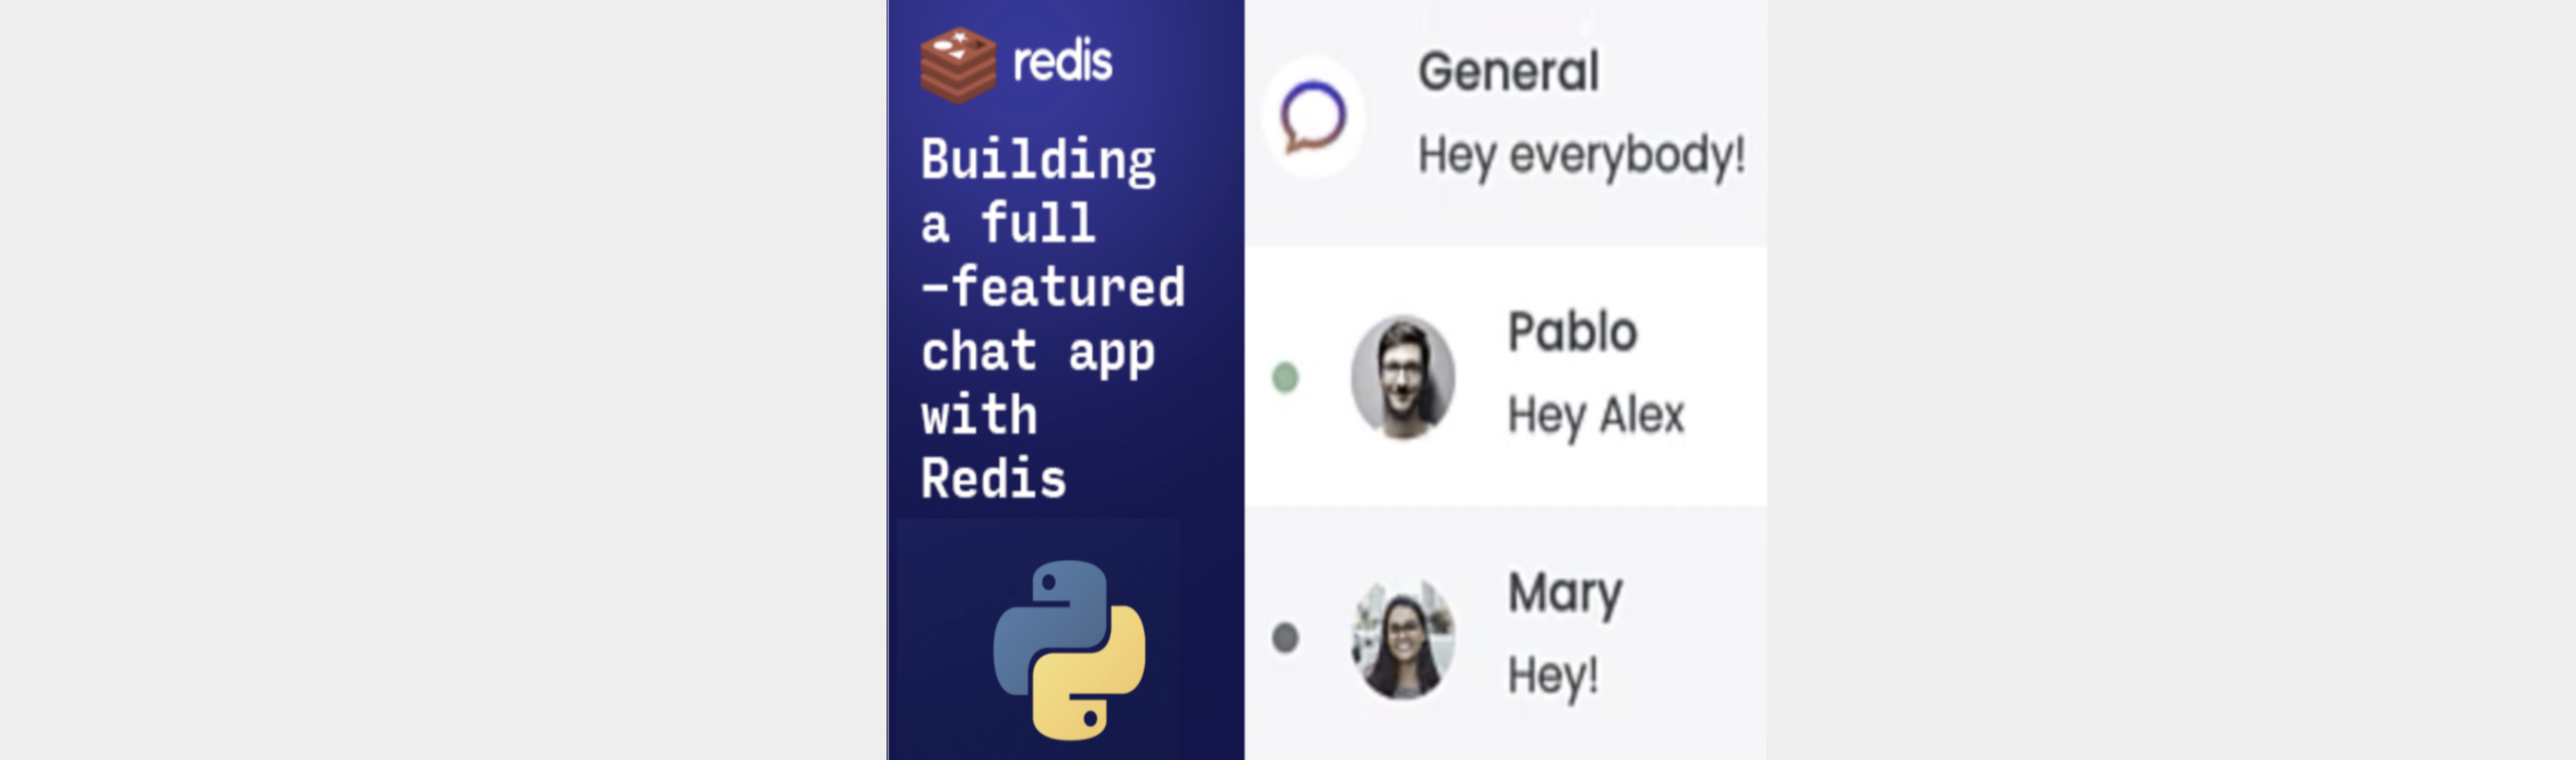 redis
Building
a full
-featured
chat app
with
Redis
General
Hey everybody!
Pablo
Hey Alex
Mary
Hey!